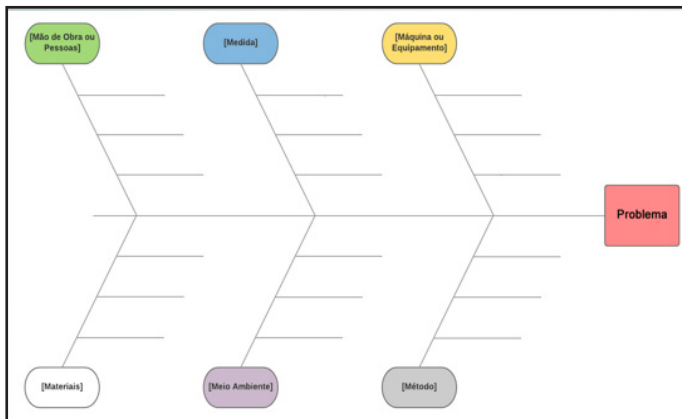 [Mão de Obra ou
Pessoas]
[Medida]
[Máquina ou
Equipamento]
Problema
[Materiais]
[Meio Ambiente]
[Método]